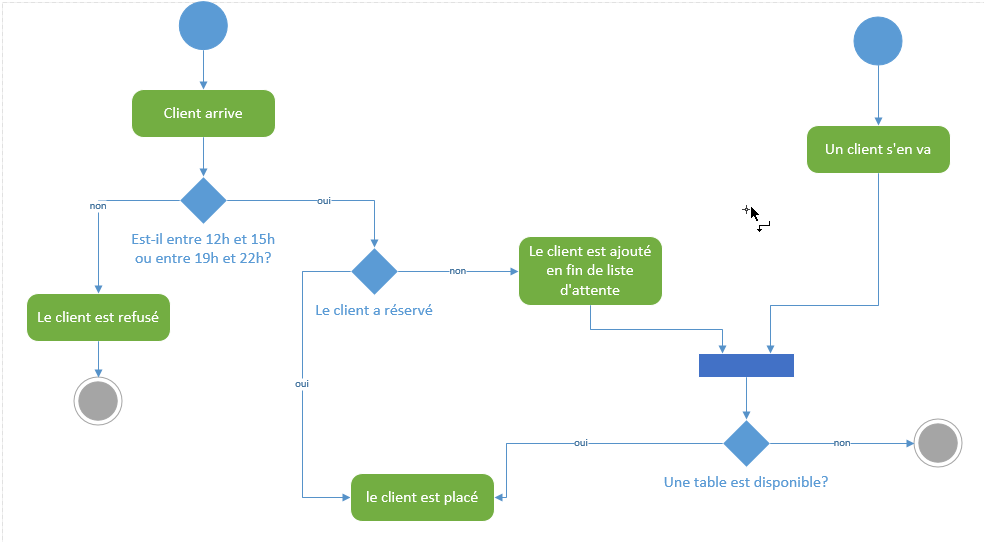 Client arrive
Un client s'en va
non
oui
Est-il entre 12h et 15h
ou entre 19h et 22h?
Le client est ajouté
en fin de liste
d'attente
non
Le client a réservé
Le client est refusé
oui
oui
non
Une table est disponible?
le client est placé